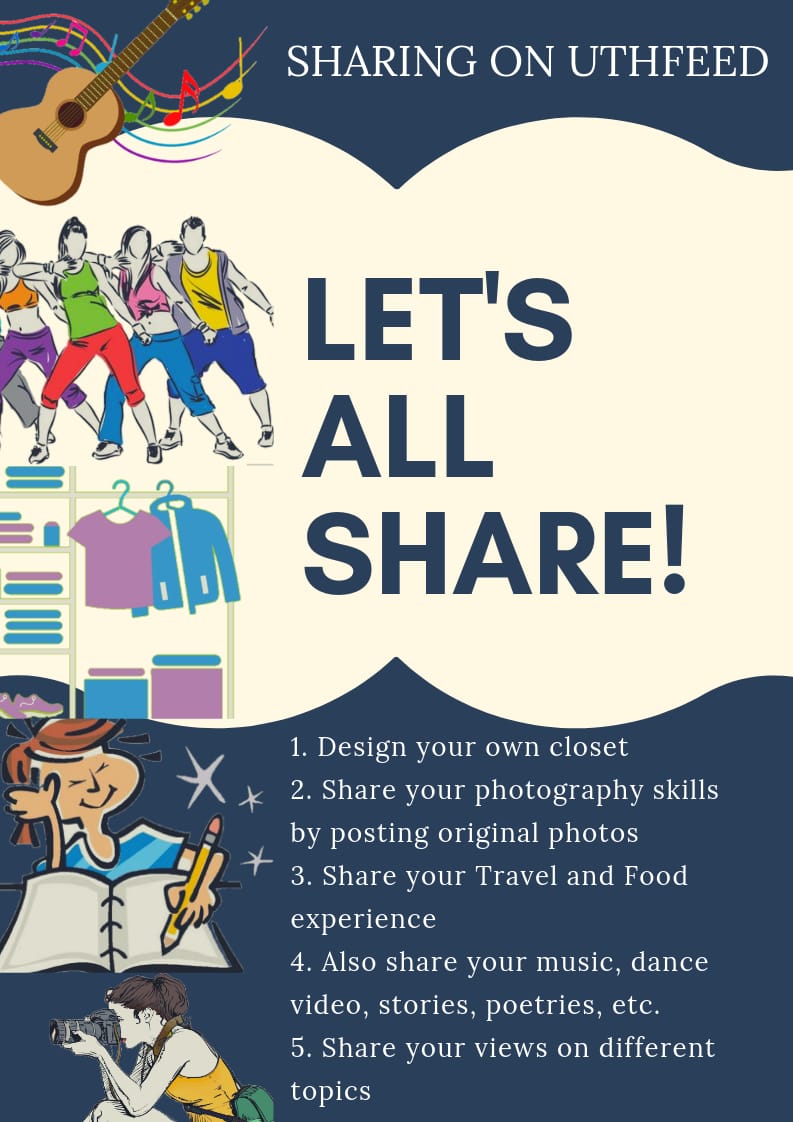 SHARING ON UTHFEED
LET'S
ALL
SHARE!
1. Design your own closet
2. Share your photography skills
by posting original photos
3. Share your Travel and Food
experience
4. Also share your music, dance
video, stories, poetries, etc.
5. Share your views on different
topics